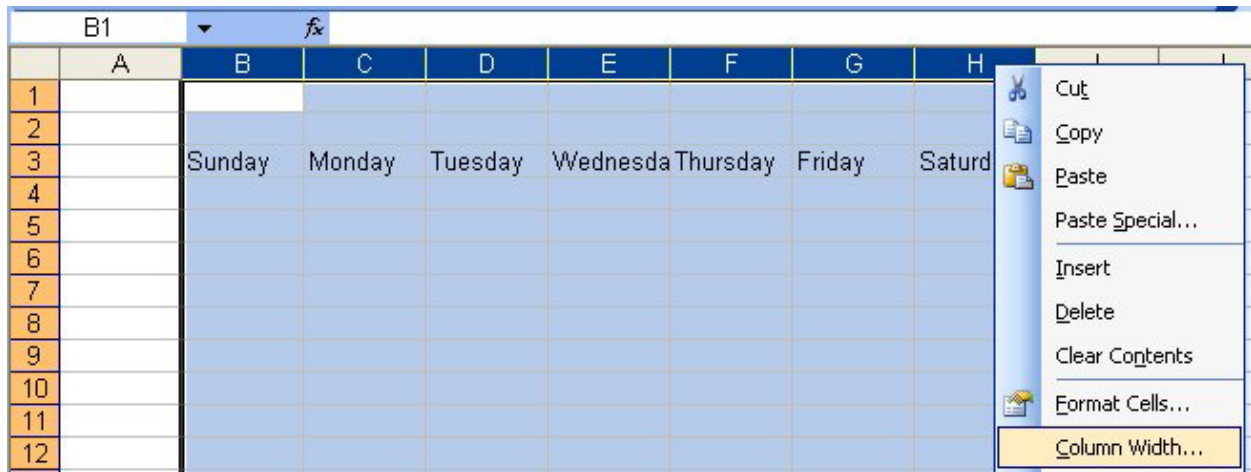 B1 fx
A B C D E F G H
1 Cut
2 Copy
3 Sunday Monday Tuesday Wednesda Thursday Friday Saturd
Paste
4
5 Paste Special...
6 Insert
7
8 Delete
9 Clear Contents
10 Format Cells...
11
12 Column Width...